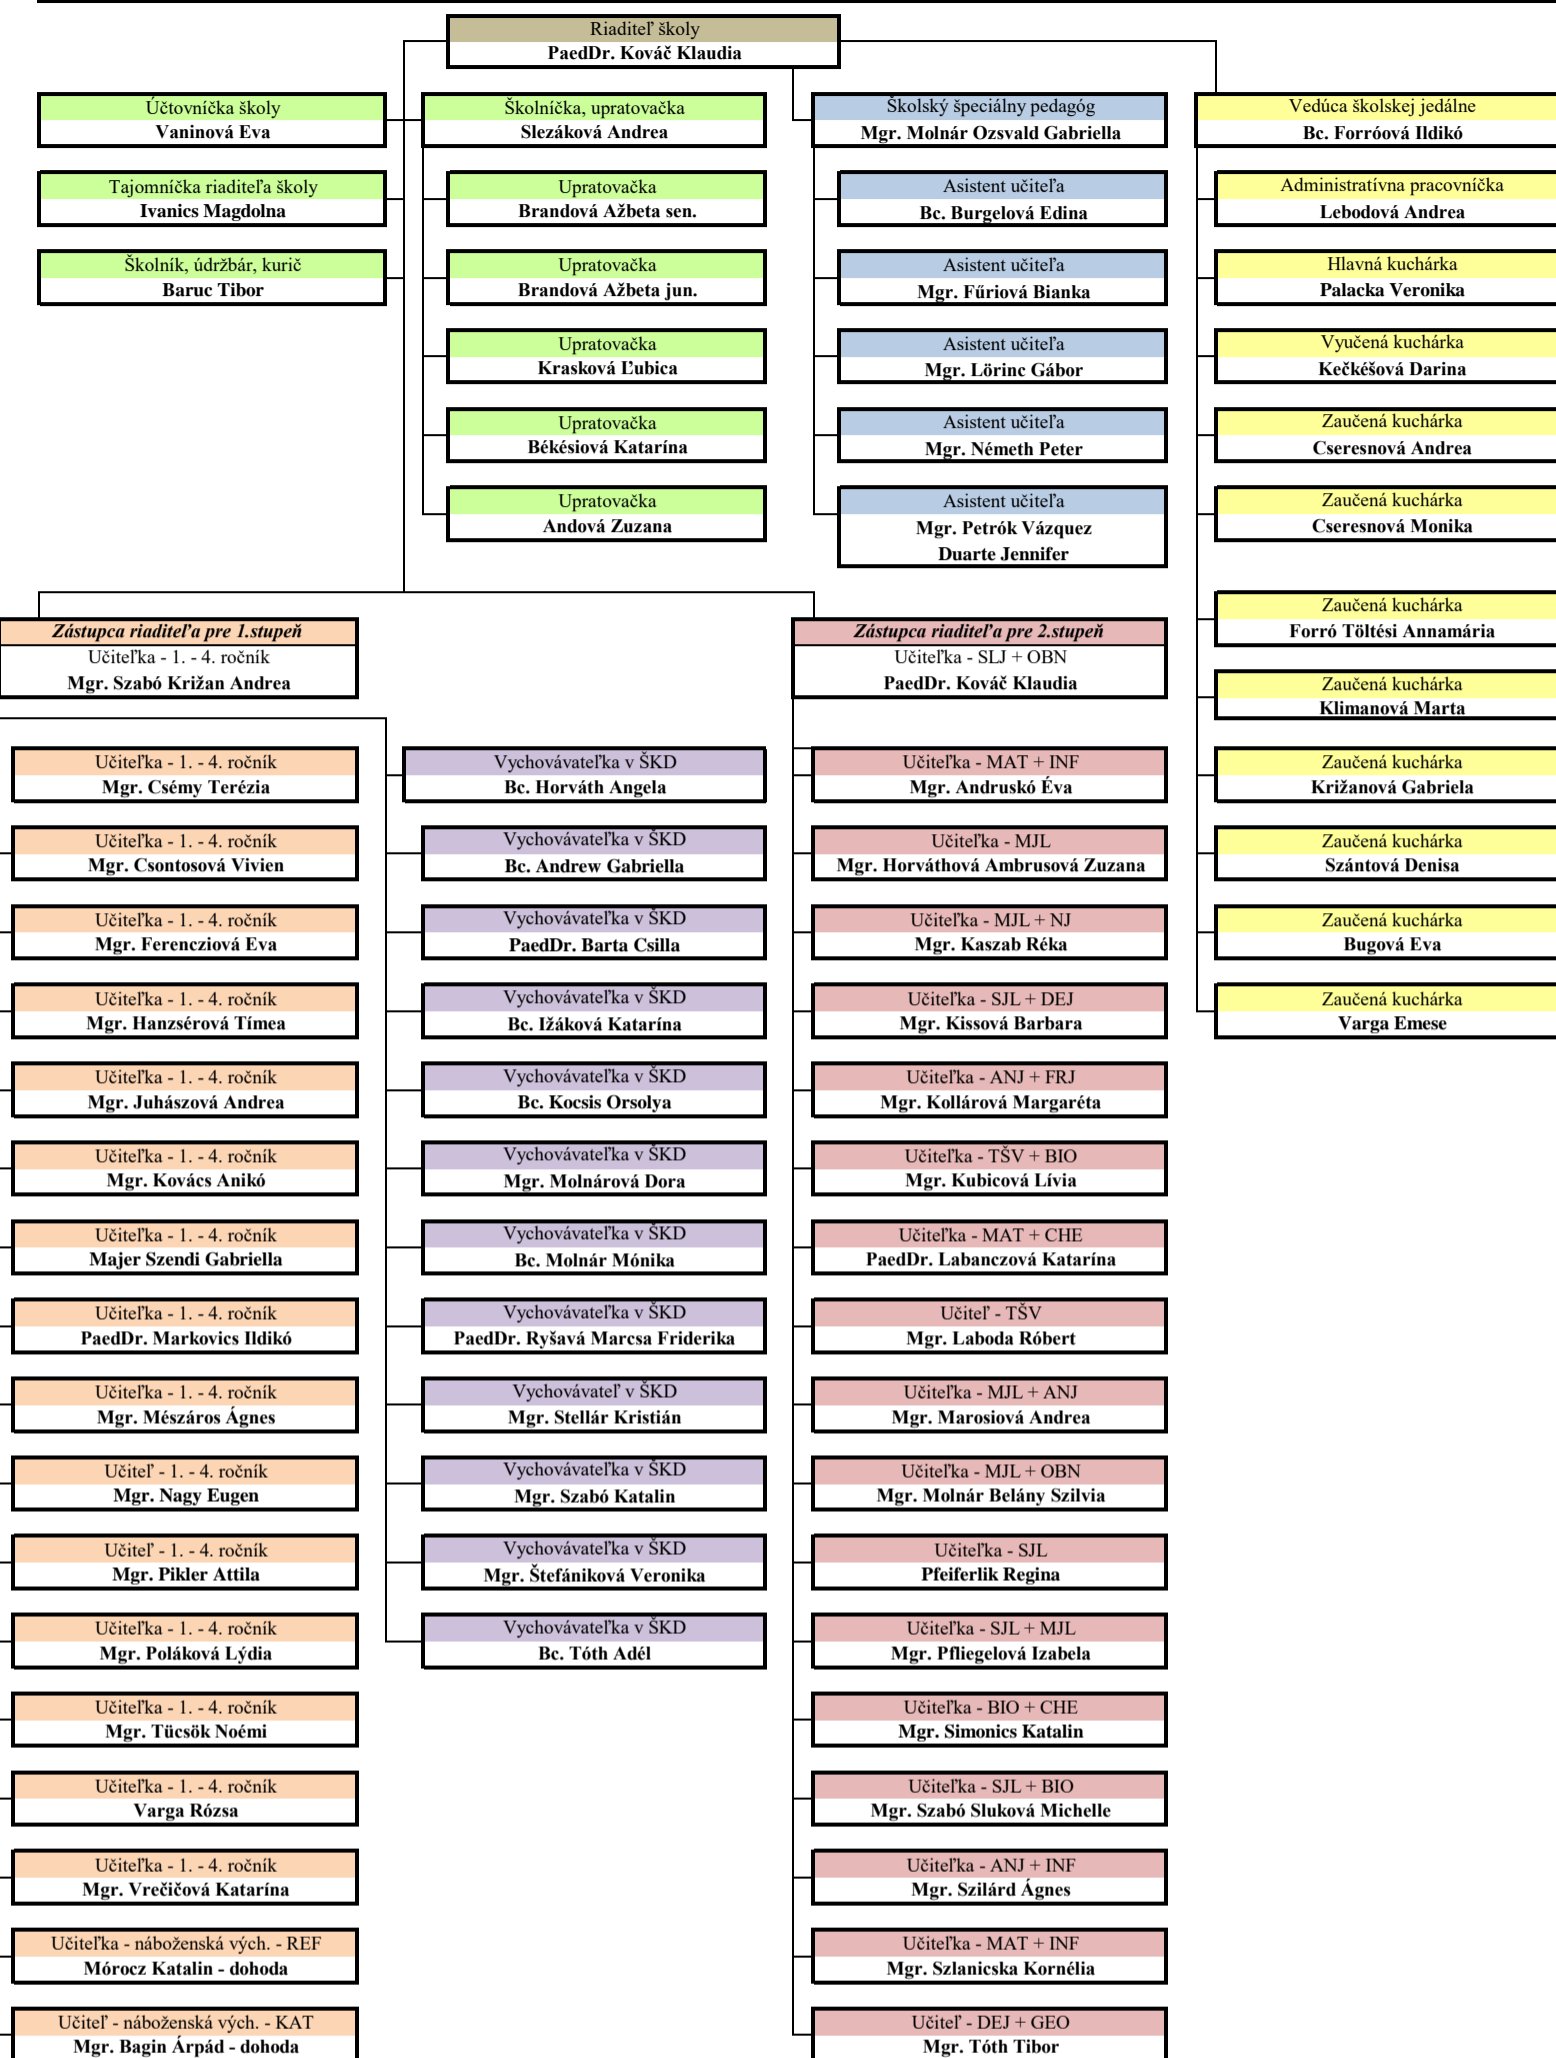 Riaditeľ školy
PaedDr. Kováč Klaudia
Účtovníčka školy
Vaninová Eva
Tajomníčka riaditeľa školy
Ivanics Magdolna
Školník, údržbár, kurič
Baruc Tibor
Školníčka, upratovačka
Slezáková Andrea
Upratovačka
Brandová Ažbeta sen.
Upratovačka
Brandová Ažbeta jun.
Upratovačka
Krasková Ľubica
Upratovačka
Békésiová Katarína
Upratovačka
Andová Zuzana
Školský špeciálny pedagóg
Mgr. Molnár Ozsvald Gabriella
Asistent učiteľa
Bc. Burgelová Edina
Asistent učiteľa
Mgr. Fűriová Bianka
Asistent učiteľa
Mgr. Lörinc Gábor
Asistent učiteľa
Mgr. Németh Peter
Asistent učiteľa
Mgr. Petrók Vázquez
Duarte Jennifer
Vedúca školskej jedálne
Bc. Forróová Ildikó
Administratívna pracovníčka
Lebodová Andrea
Hlavná kuchárka
Palacka Veronika
Vyučená kuchárka
Kečkéšová Darina
Zaučená kuchárka
Cseresnová Andrea
Zaučená kuchárka
Cseresnová Monika
Zaučená kuchárka
Forró Töltési Annamária
Zaučená kuchárka
Klimanová Marta
Zaučená kuchárka
Križanová Gabriela
Zaučená kuchárka
Szántová Denisa
Zaučená kuchárka
Bugová Eva
Zaučená kuchárka
Varga Emese
Zástupca riaditeľa pre 1.stupeň
Učiteľka - 1. - 4. ročník
Mgr. Szabó Križan Andrea
Učiteľka - 1. - 4. ročník
Mgr. Csémy Terézia
Učiteľka - 1. - 4. ročník
Mgr. Csontosová Vivien
Učiteľka - 1. - 4. ročník
Mgr. Ferencziová Eva
Učiteľka - 1. - 4. ročník
Mgr. Hanzsérová Tímea
Učiteľka - 1. - 4. ročník
Mgr. Juhászová Andrea
Učiteľka - 1. - 4. ročník
Mgr. Kovács Anikó
Učiteľka - 1. - 4. ročník
Majer Szendi Gabriella
Učiteľka - 1. - 4. ročník
PaedDr. Markovics Ildikó
Učiteľka - 1. - 4. ročník
Mgr. Mészáros Ágnes
Učiteľ - 1. - 4. ročník
Mgr. Nagy Eugen
Učiteľ - 1. - 4. ročník
Mgr. Pikler Attila
Učiteľka - 1. - 4. ročník
Mgr. Poláková Lýdia
Učiteľka - 1. - 4. ročník
Mgr. Tücsök Noémi
Učiteľka - 1. - 4. ročník
Varga Rózsa
Učiteľka - 1. - 4. ročník
Mgr. Vrečičová Katarína
Učiteľka - náboženská vých. - REF
Mórocz Katalin - dohoda
Učiteľ - náboženská vých. - KAT
Mgr. Bagin Árpád - dohoda
Vychovávateľka v ŠKD
Bc. Horváth Angela
Vychovávateľka v ŠKD
Bc. Andrew Gabriella
Vychovávateľka v ŠKD
PaedDr. Barta Csilla
Vychovávateľka v ŠKD
Bc. Ižáková Katarína
Vychovávateľka v ŠKD
Bc. Kocsis Orsolya
Vychovávateľka v ŠKD
Mgr. Molnárová Dora
Vychovávateľka v ŠKD
Bc. Molnár Mónika
Vychovávateľka v ŠKD
PaedDr. Ryšavá Marcsa Friderika
Vychovávateľ v ŠKD
Mgr. Stellár Kristián
Vychovávateľka v ŠKD
Mgr. Szabó Katalin
Vychovávateľka v ŠKD
Mgr. Štefániková Veronika
Vychovávateľka v ŠKD
Bc. Tóth Adél
Zástupca riaditeľa pre 2.stupeň
Učiteľka - SLJ + OBN
PaedDr. Kováč Klaudia
Učiteľka - MAT + INF
Mgr. Andruskó Éva
Učiteľka - MJL
Mgr. Horváthová Ambrusová Zuzana
Učiteľka - MJL + NJ
Mgr. Kaszab Réka
Učiteľka - SJL + DEJ
Mgr. Kissová Barbara
Učiteľka - ANJ + FRJ
Mgr. Kollárová Margaréta
Učiteľka - TŠV + BIO
Mgr. Kubicová Lívia
Učiteľka - MAT + CHE
PaedDr. Labanczová Katarína
Učiteľ - TŠV
Mgr. Laboda Róbert
Učiteľka - MJL + ANJ
Mgr. Marosiová Andrea
Učiteľka - MJL + OBN
Mgr. Molnár Belány Szilvia
Učiteľka - SJL
Pfeiferlik Regina
Učiteľka - SJL + MJL
Mgr. Pfliegelová Izabela
Učiteľka - BIO + CHE
Mgr. Simonics Katalin
Učiteľka - SJL + BIO
Mgr. Szabó Sluková Michelle
Učiteľka - ANJ + INF
Mgr. Szilárd Ágnes
Učiteľka - MAT + INF
Mgr. Szlanicska Kornélia
Učiteľ - DEJ + GEO
Mgr. Tóth Tibor